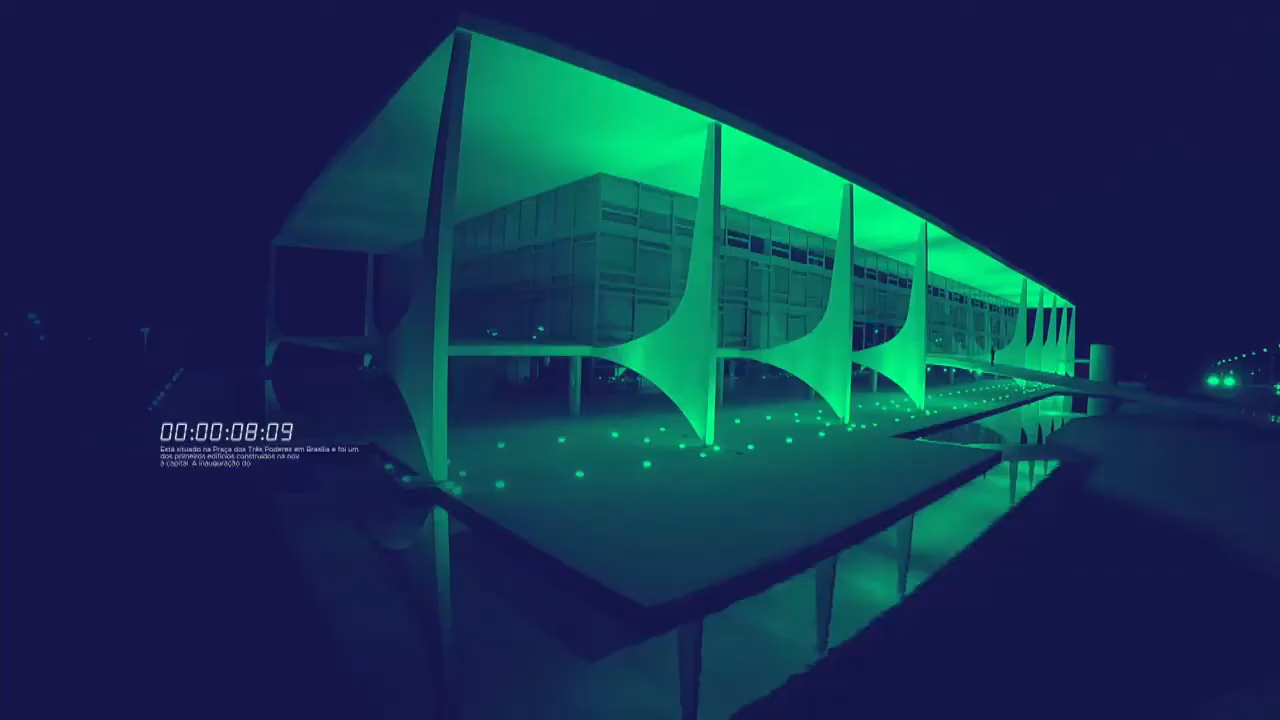 00:00:08:09
Está situado na Praça dos Três Poderes em Brasília e foi um
dos primeiros edifícios construídos na nov
a capital. A inauguração do